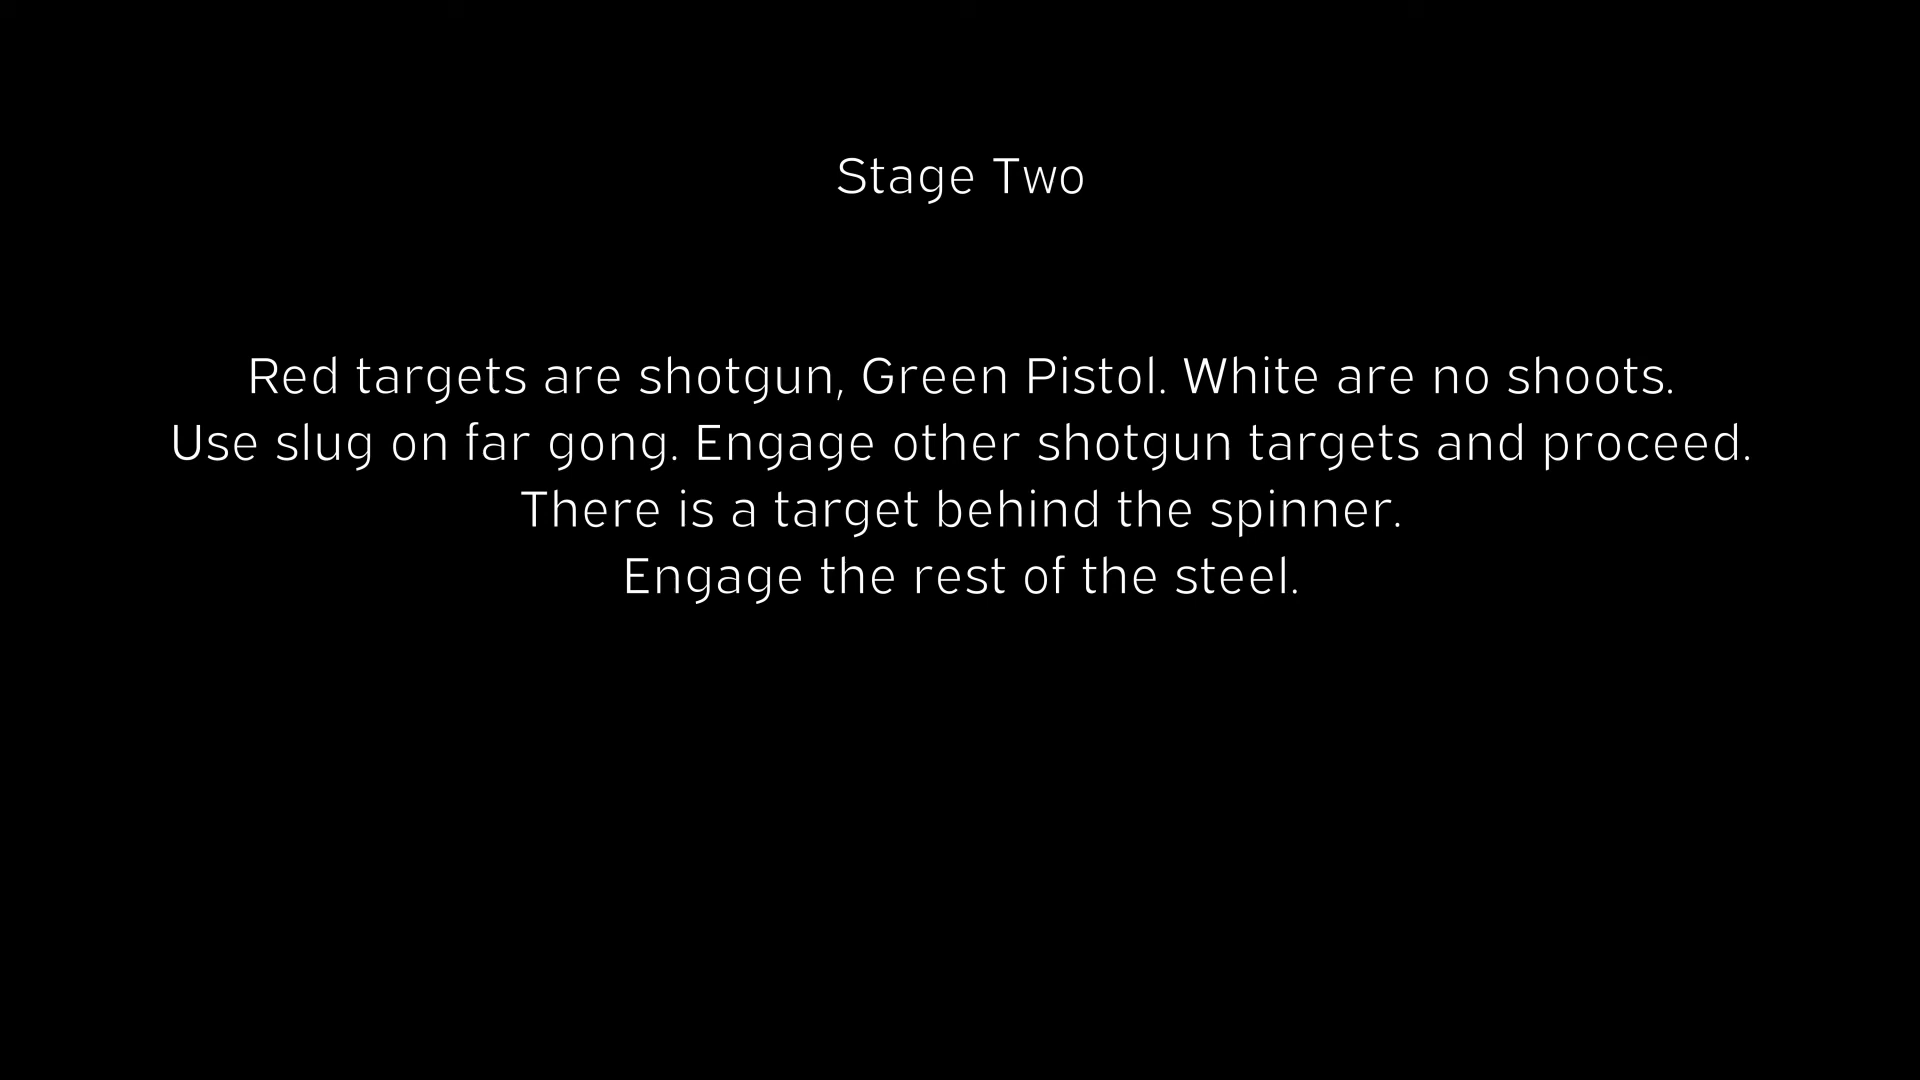 Stage Two
Red targets are shotgun, Green Pistol. White are no shoots.
Use slug on far gong. Engage other shotgun targets and proceed.
There is a target behind the spinner.
Engage the rest of the steel.